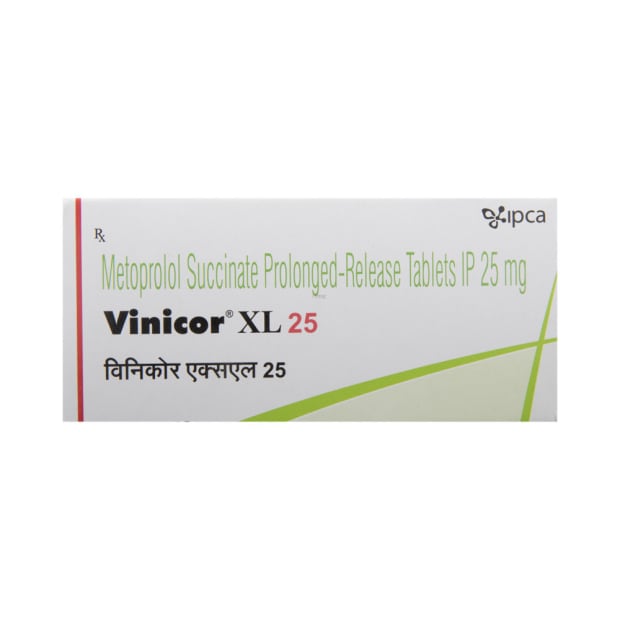 ipca
Rx
Metoprolol Succinate Prolonged-Release Tablets IP 25 mg
Vinicor® XL 25
विनिकोर एक्सएल 25